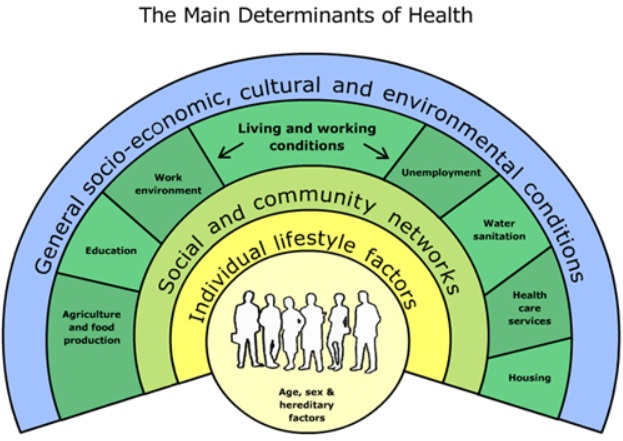 The Main Determinants of Health
General socio-economic, cultural and environmental conditions
Living and working
conditions
Agriculture
and food
production
Education
Work
environment
Unemployment
Water
sanitation
Health
care
services
Housing
Social and community networks
Individual lifestyle factors
Age, sex &
hereditary
factors